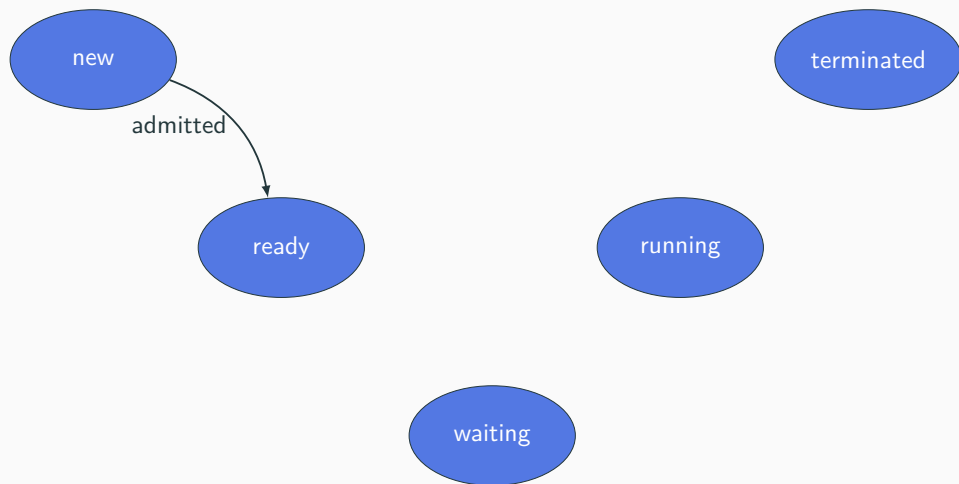 new
terminated
admitted
ready
running
waiting